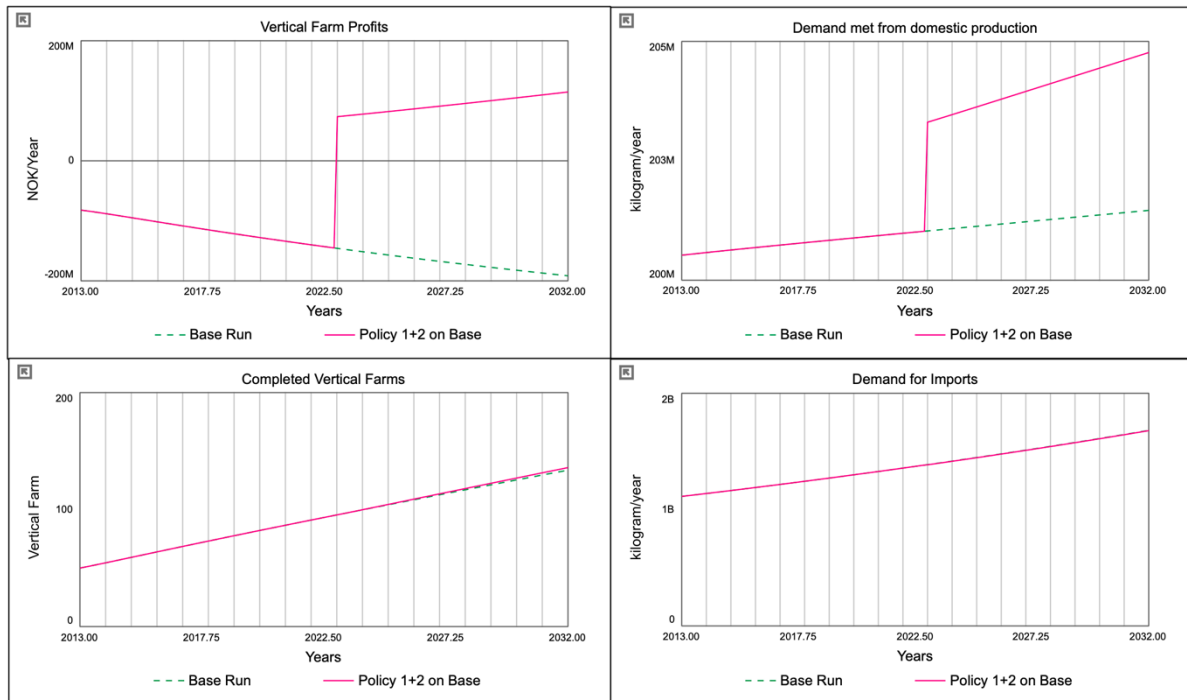 Vertical Farm Profits
200M
0
-200M
NOK/Year
2013.00 2017.75 2022.50 2027.25 2032.00
Years
Base Run Policy 1+2 on Base
Demand met from domestic production
205M
203M
200M
kilogram/year
2013.00 2017.75 2022.50 2027.25 2032.00
Years
Base Run Policy 1+2 on Base
Completed Vertical Farms
200
100
0
Vertical Farm
2013.00 2017.75 2022.50 2027.25 2032.00
Years
Base Run Policy 1+2 on Base
Demand for Imports
2B
1B
0
kilogram/year
2013.00 2017.75 2022.50 2027.25 2032.00
Years
Base Run Policy 1+2 on Base